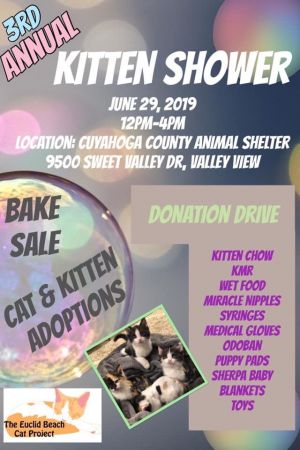 3RD
ANNUAL
KITTEN SHOWER
JUNE 29, 2019
12PM-4PM
LOCATION: CUYAHOGA COUNTY ANIMAL SHELTER
9500 SWEET VALLEY DR, VALLEY VIEW
BAKE
SALE
CAT & KITTEN
ADOPTIONS
DONATION DRIVE
KITTEN CHOW
KMR
WET FOOD
MIRACLE NIPPLES
SYRINGES
MEDICAL GLOVES
ODOBAN
PUPPY PADS
SHERPA BABY
BLANKETS
TOYS
The Euclid Beach
Cat Project